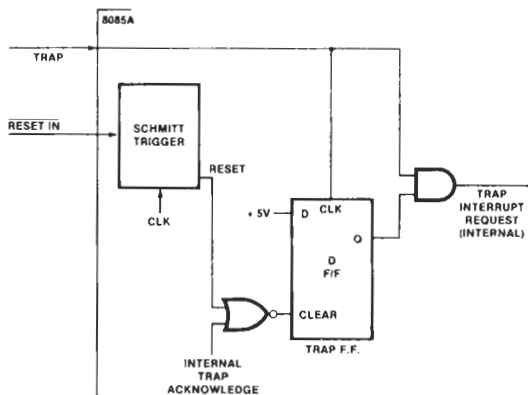 8085A
TRAP
RESET IN
SCHMITT
TRIGGER
RESET
CLK
+ 5V
D
CLK
Q
D
F/F
CLEAR
TRAP F.F.
TRAP
INTERRUPT
REQUEST
(INTERNAL)
INTERNAL
TRAP
ACKNOWLEDGE